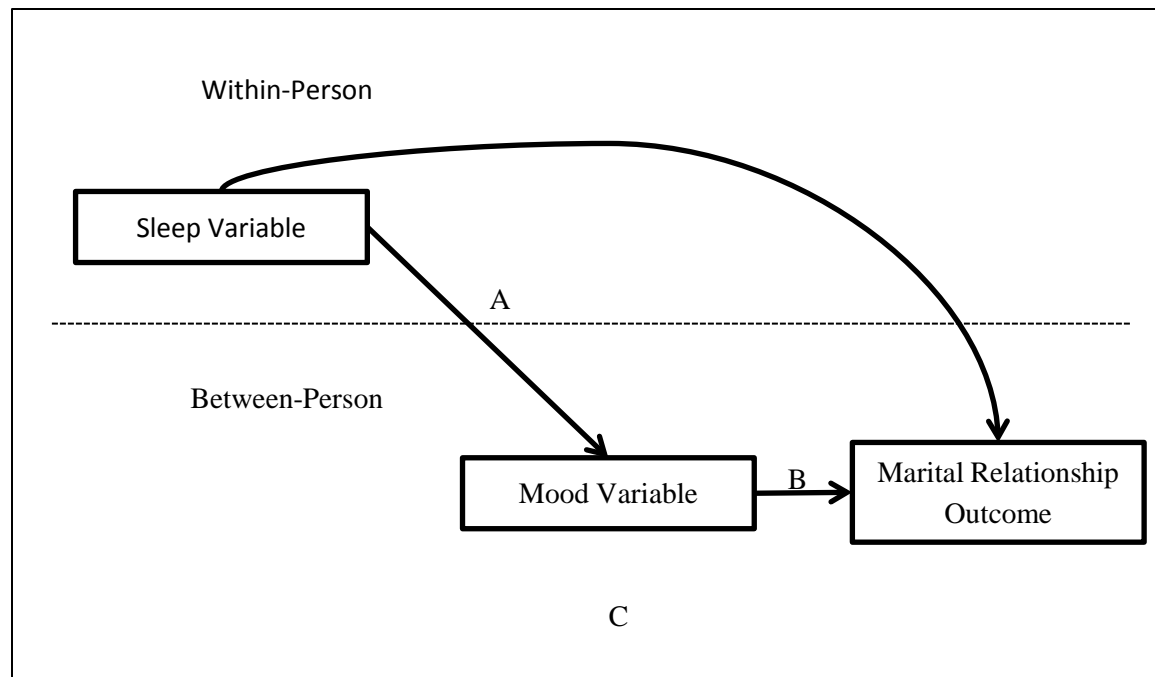 Within-Person
Sleep Variable
A
Between-Person
Mood Variable
B
Marital Relationship
Outcome
C